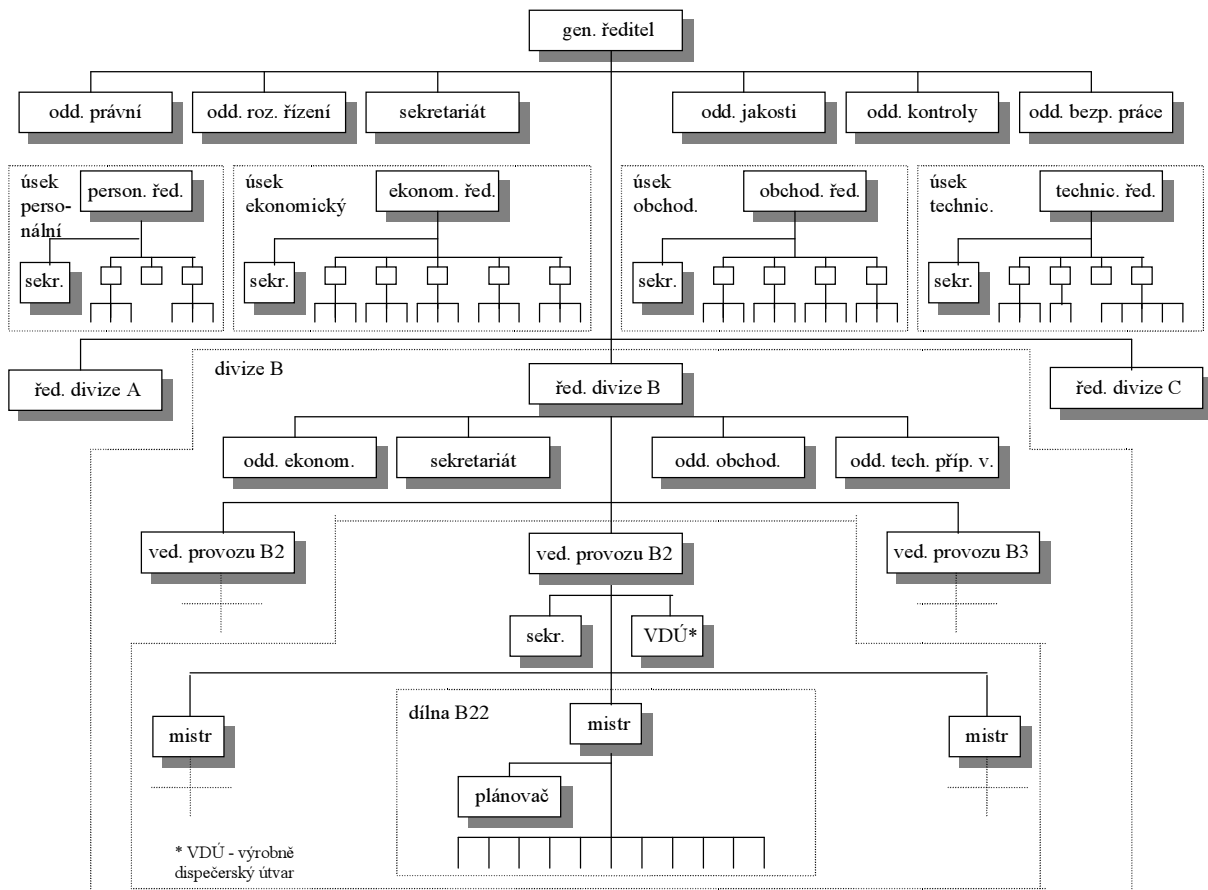 gen. ředitel
odd. právní
odd. roz. řízení
sekretariát
odd. jakosti
odd. kontroly
odd. bezp. práce
úsek
perso-
nální
person. řed.
sekr.
úsek
ekonomický
ekonom. řed.
sekr.
úsek
obchod.
obchod. řed.
sekr.
úsek
technic.
technic. řed.
sekr.
řed. divize A
divize B
řed. divize B
řed. divize C
odd. ekonom.
sekretariát
odd. obchod.
odd. tech. příp. v.
ved. provozu B2
ved. provozu B2
ved. provozu B3
sekr.
VDÚ*
mistr
dílna B22
mistr
mistr
plánovač
* VDÚ - výrobně
dispečerský útvar